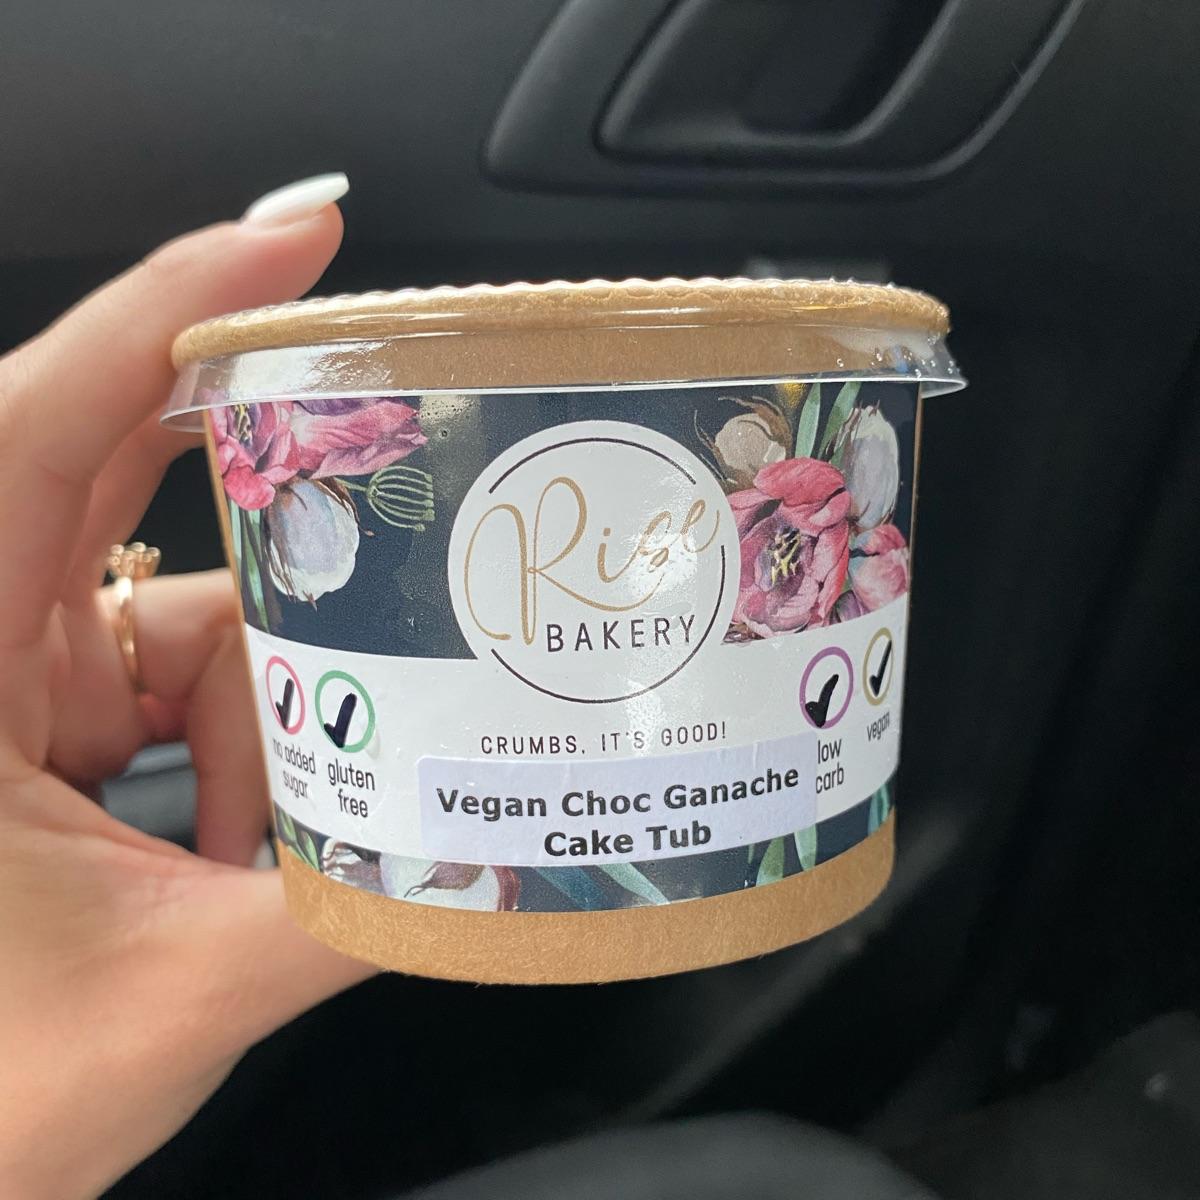 Rise
BAKERY
CRUMBS, IT'S GOOD!
no added
sugar
gluten
free
low
carb
vegan
Vegan Choc Ganache
Cake Tub